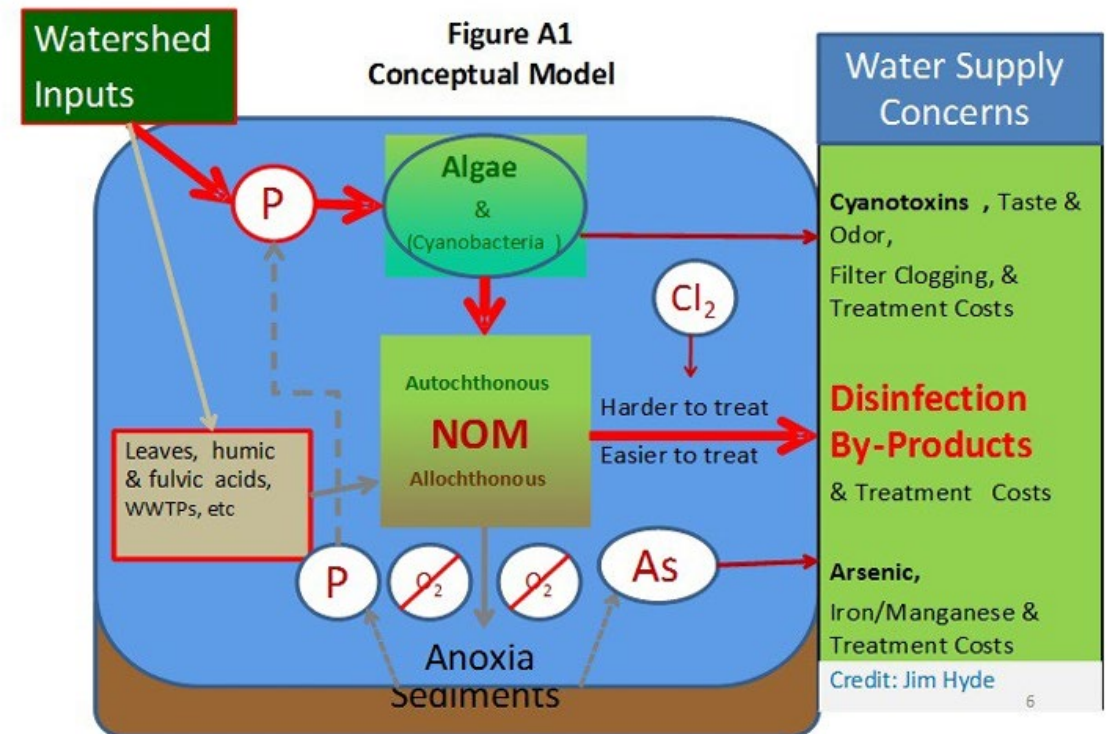 Watershed
Inputs
Figure A1
Conceptual Model
Water Supply
Concerns
P
Algae
&
(Cyanobacteria )
Cyanotoxins , Taste &
Odor,
Filter Clogging, &
Treatment Costs
Cl2
Autochthonous
NOM
Allochthonous
Harder to treat
Easier to treat
Disinfection
By-Products
& Treatment Costs
Leaves, humic
& fulvic acids,
WWTPs, etc
P
O2
O2
As
Arsenic,
Iron/Manganese &
Treatment Costs
Anoxia
Sediments
Credit: Jim Hyde
6